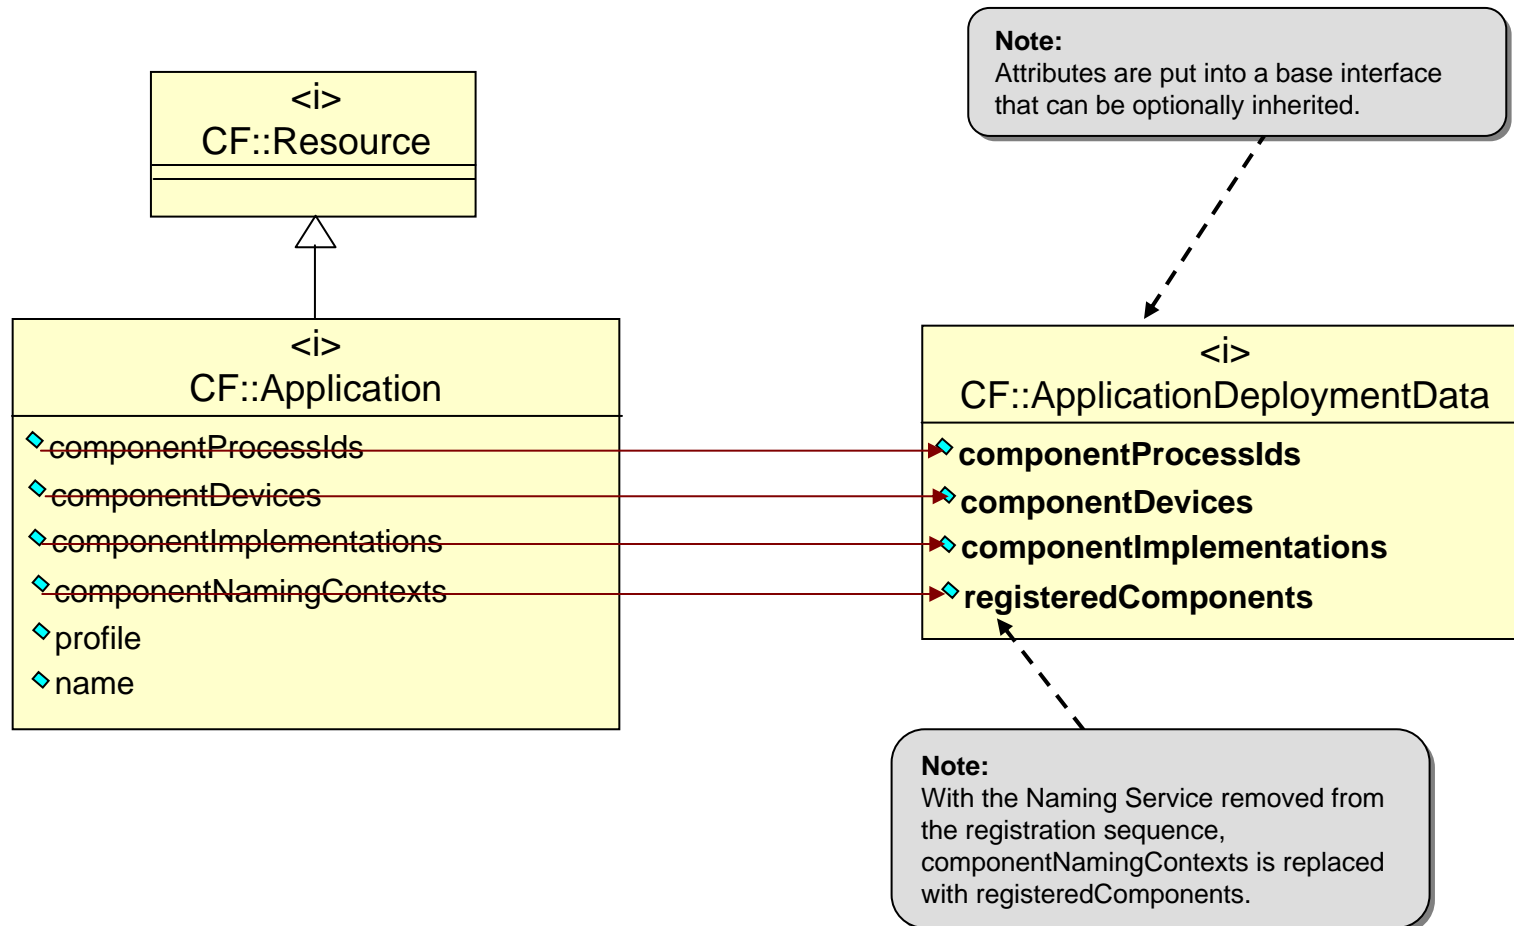 Note:
Attributes are put into a base interface
that can be optionally inherited.
<i>
CF::Resource
<i>
CF::Application
componentProcessIds
componentDevices
componentImplementations
componentNamingContexts
profile
name
<i>
CF::ApplicationDeploymentData
componentProcessIds
componentDevices
componentImplementations
registeredComponents
Note:
With the Naming Service removed from
the registration sequence,
componentNamingContexts is replaced
with registeredComponents.